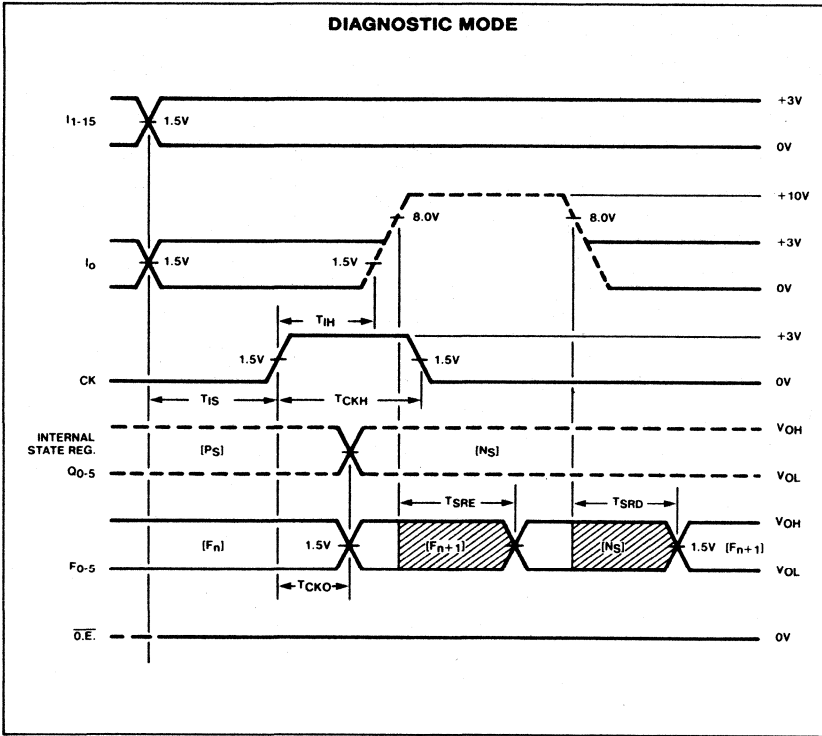 DIAGNOSTIC MODE
I1-15
1.5V
+3V
0V
+10V
8.0V
8.0V
I0
1.5V
1.5V
+3V
0V
TIH
+3V
CK
1.5V
1.5V
0V
TIS
TCKH
INTERNAL
STATE REG.
Q0-5
[PS]
[NS]
VOH
VOL
TSRE
TSRD
VOH
F0-5
[Fn]
1.5V
[Fn+1]
[NS]
1.5V
[Fn+1]
VOL
TCKO
O.E.
0V